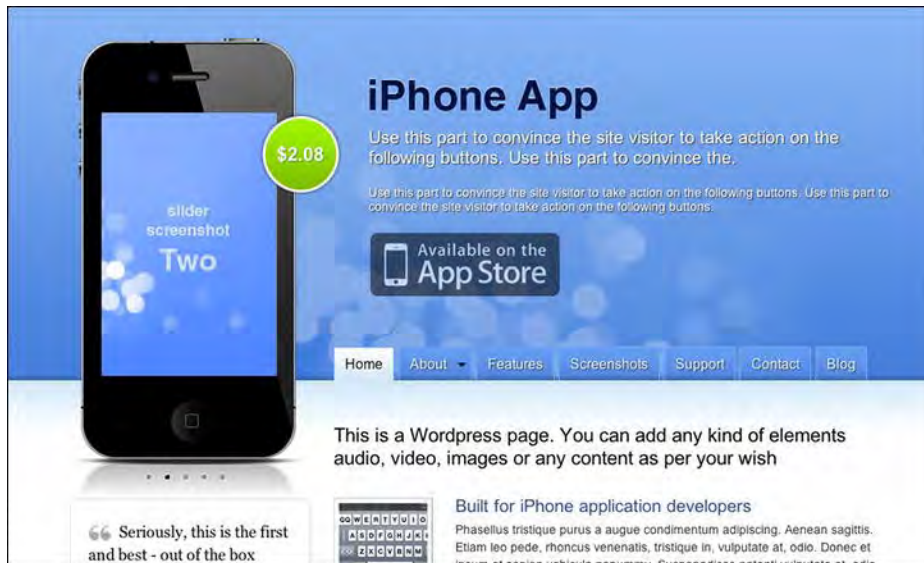 iPhone App
Use this part to convince the site visitor to take action on the
following buttons. Use this part to convince the.
Use this part to convince the site visitor to take action on the following buttons. Use this part to
convince the site visitor to take action on the following buttons.
$2.08
slider
screenshot
Two
Available on the
App Store
Home About Features Screenshots Support Contact Blog
This is a Wordpress page. You can add any kind of elements
audio, video, images or any content as per your wish
Built for iPhone application developers
Phasellus tristique purus a augue condimentum adipiscing. Aenean sagittis.
Etiam leo pede, rhoncus venenatis, tristique in, vulputate at, odio. Donec et
Seriously, this is the first
and best - out of the box
QWERTYUIO
ASDFGHJK
ZXCVBNM